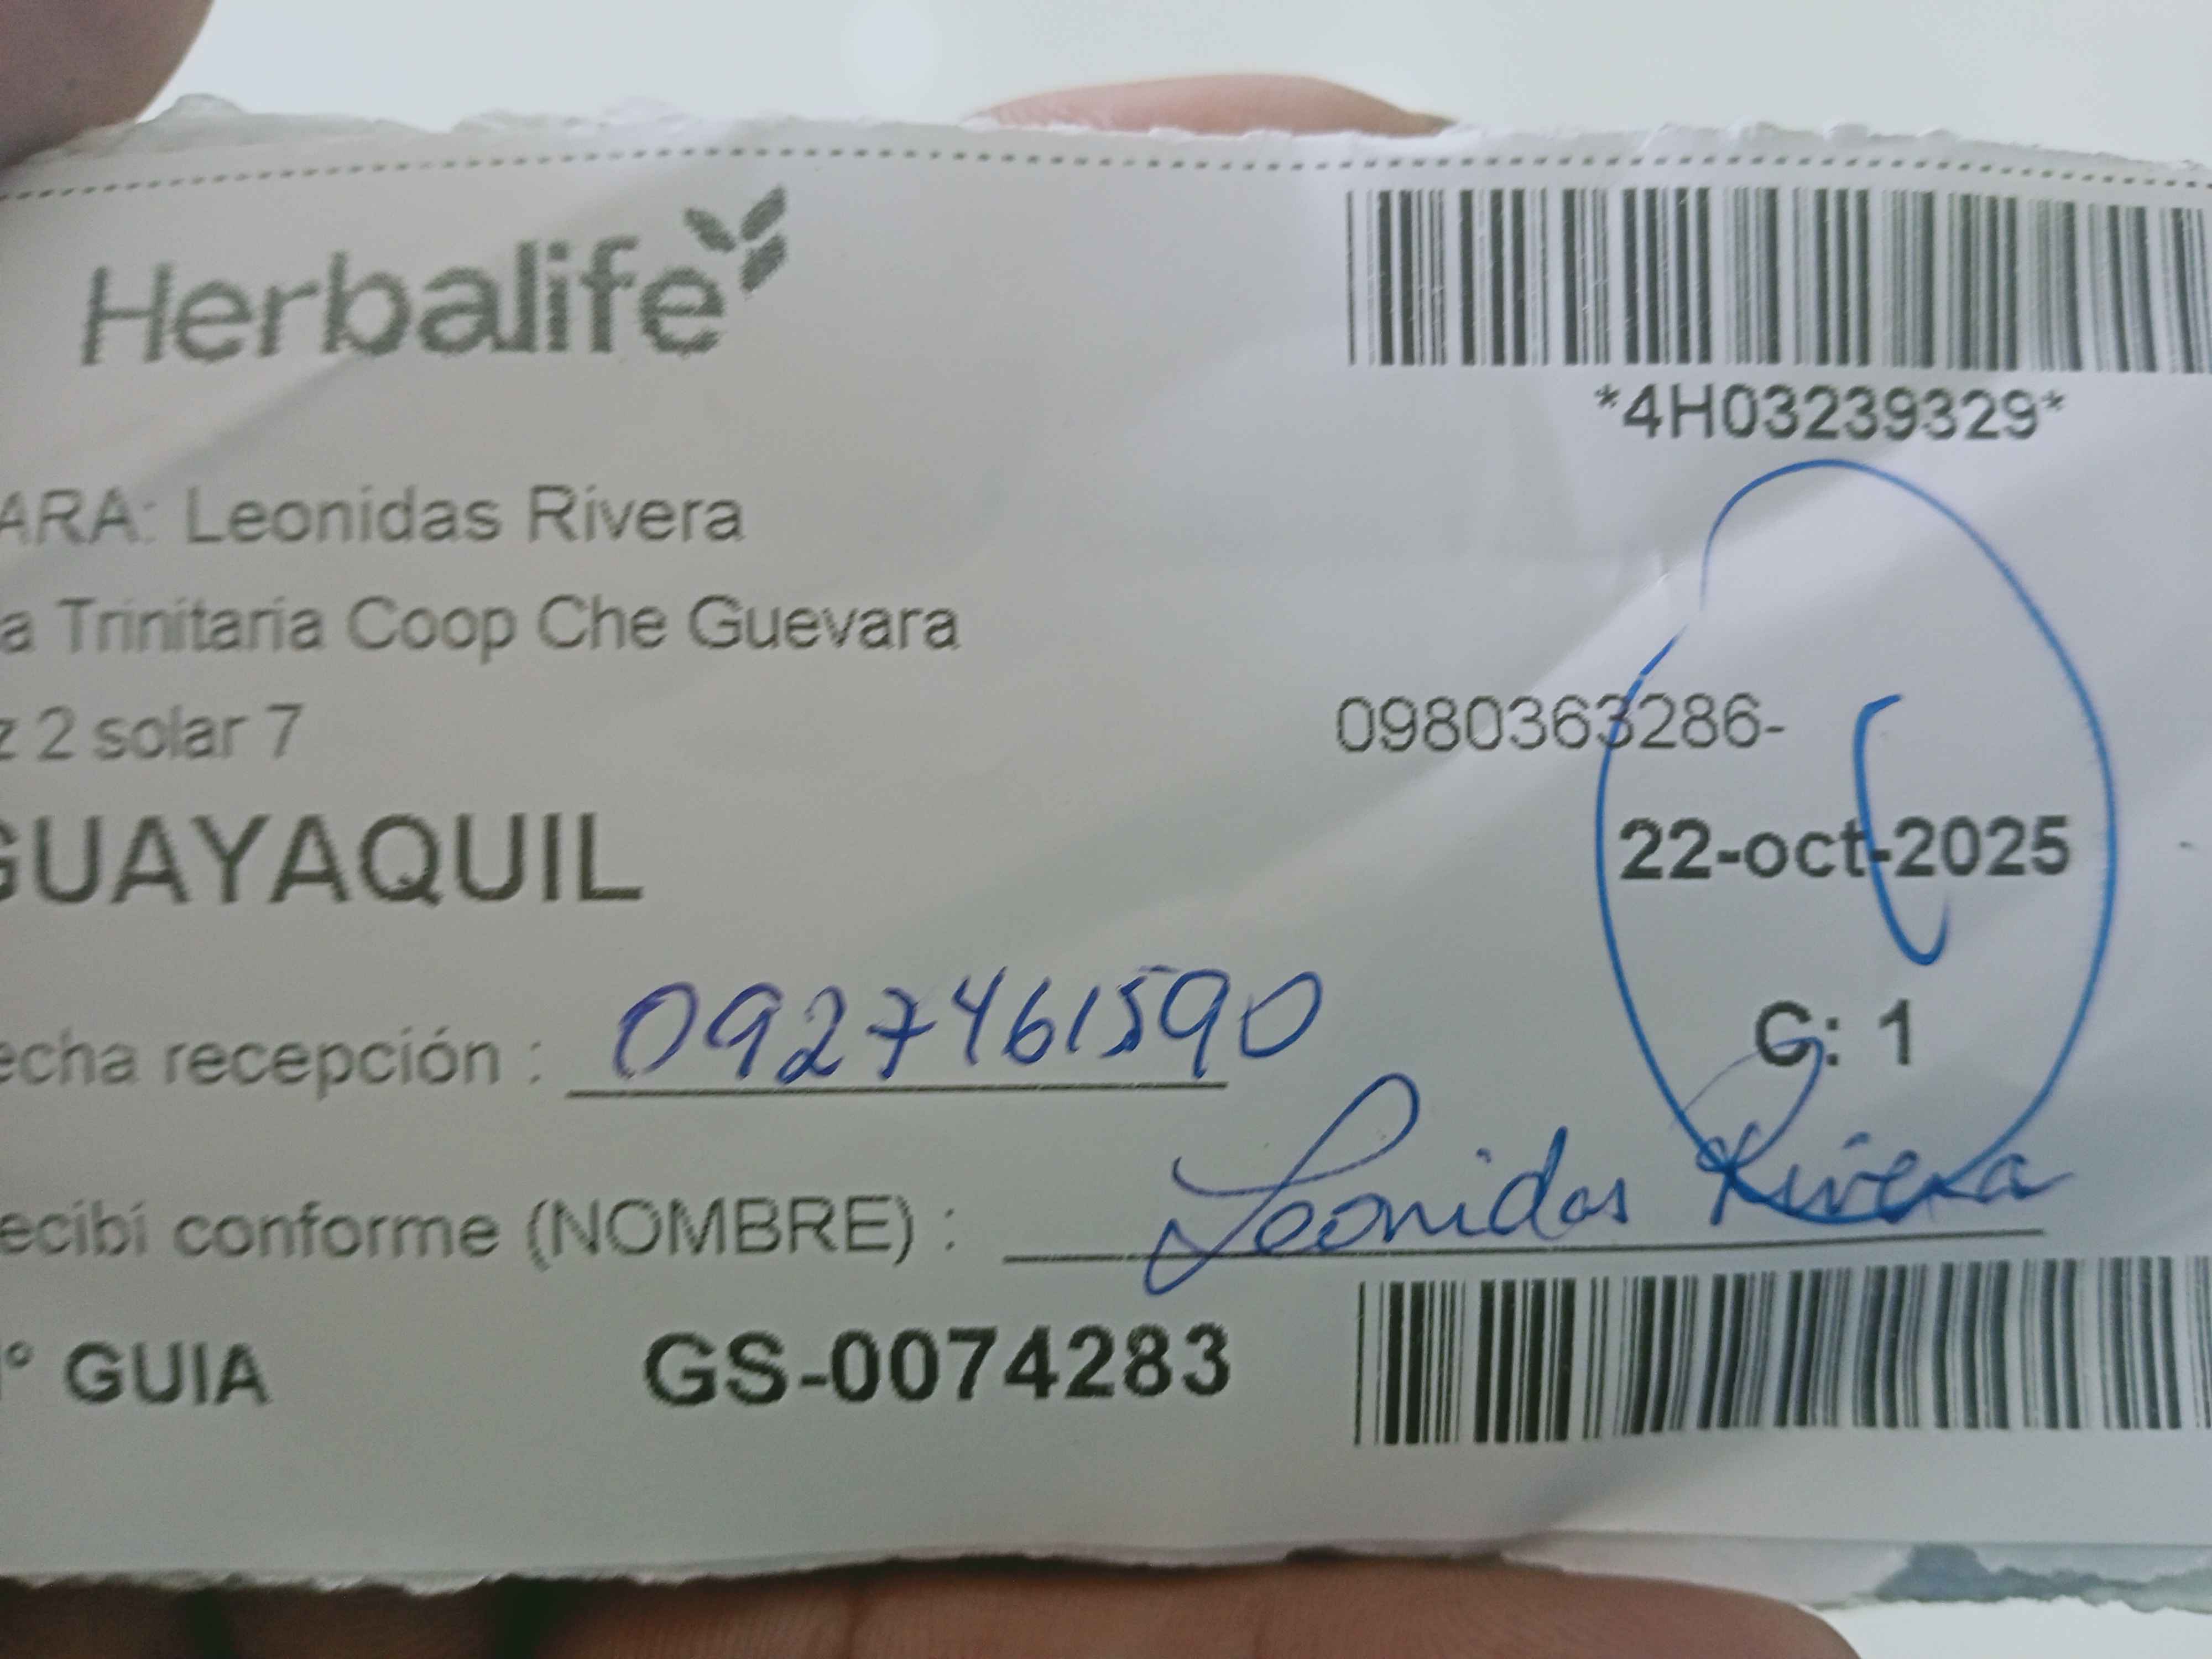 Herbalife
*4H03239329*
ARA: Leonidas Rivera
a Trinitaria Coop Che Guevara
z 2 solar 7
0980363286-
GUAYAQUIL
22-oct-2025
G: 1
echa recepción : 0927461590
ecibí conforme (NOMBRE) : Leonidas Rivera
° GUIA GS-0074283